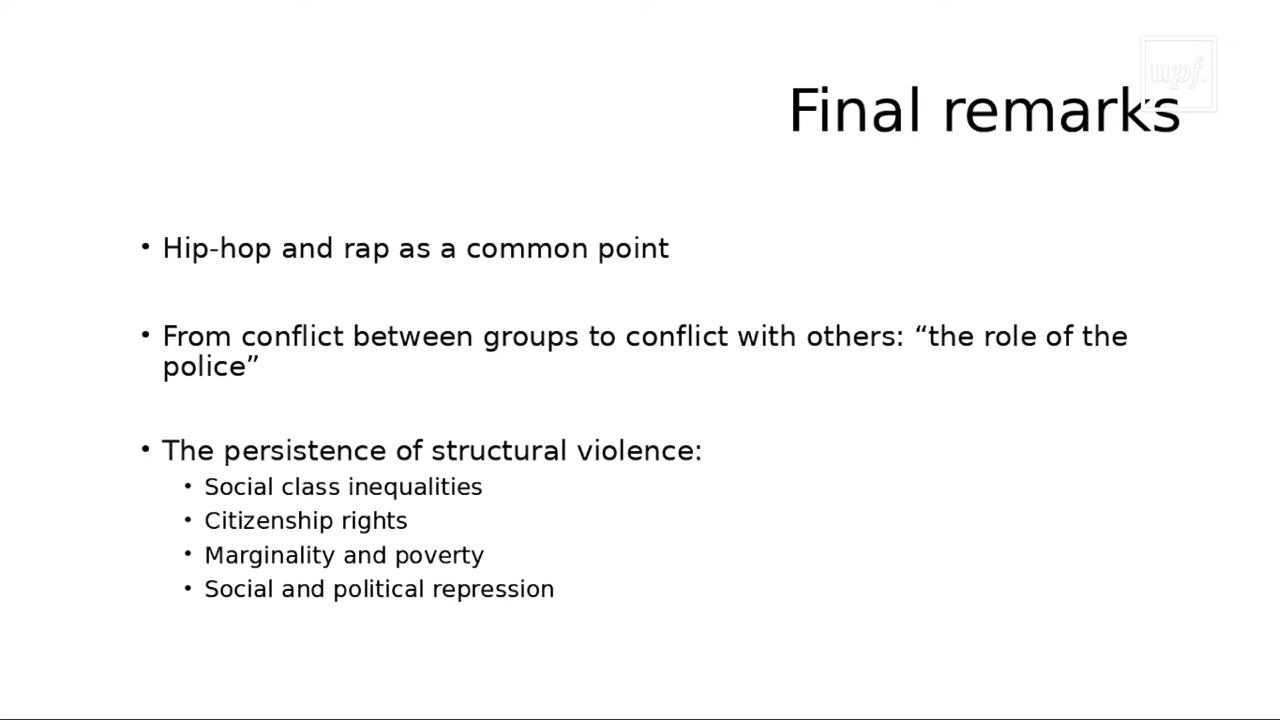 upf.
Final remarks
• Hip-hop and rap as a common point
• From conflict between groups to conflict with others: “the role of the
police”
• The persistence of structural violence:
• Social class inequalities
• Citizenship rights
• Marginality and poverty
• Social and political repression